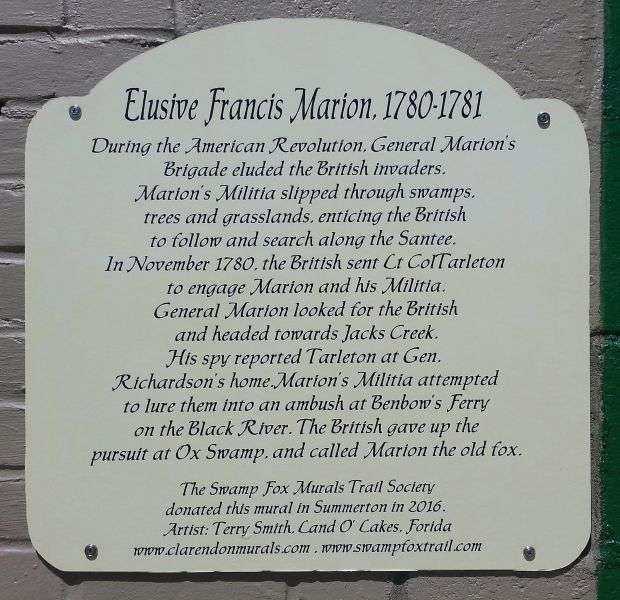 Elusive Francis Marion, 1780-1781
During the American Revolution, General Marion's
Brigade eluded the British invaders.
Marion's Militia slipped through swamps,
trees and grasslands, enticing the British
to follow and search along the Santee.
In November 1780, the British sent Lt ColTarleton
to engage Marion and his Militia.
General Marion looked for the British
and headed towards Jacks Creek.
His spy reported Tarleton at Gen.
Richardson's home.Marion's Militia attempted
to lure them into an ambush at Benbow's Ferry
on the Black River. The British gave up the
pursuit at Ox Swamp, and called Marion the old fox.
The Swamp Fox Murals Trail Society
donated this mural in Summerton in 2016.
Artist: Terry Smith, Land O' Lakes, Forida
www.clarendonmurals.com . www.swampfoxtrail.com